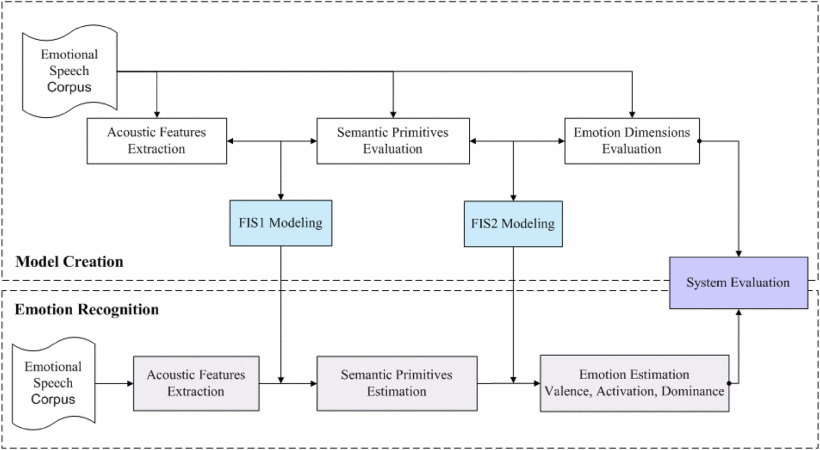 Emotional
Speech
Corpus
Acoustic Features
Extraction
Semantic Primitives
Evaluation
Emotion Dimensions
Evaluation
FIS1 Modeling
FIS2 Modeling
Model Creation
System Evaluation
Emotion Recognition
Emotional
Speech
Corpus
Acoustic Features
Extraction
Semantic Primitives
Estimation
Emotion Estimation
Valence, Activation, Dominance